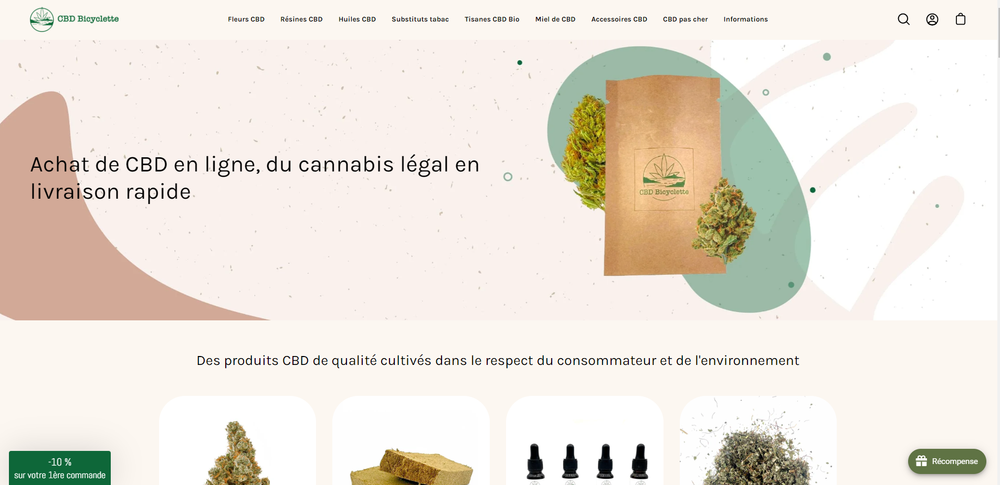 CBD Bicyclette
Fleurs CBD
Résines CBD
Huiles CBD
Substituts tabac
Tisanes CBD Bio
Miel de CBD
Accessoires CBD
CBD pas cher
Informations
Achat de CBD en ligne, du cannabis légal en
livraison rapide
CBD Bicyclette
Des produits CBD de qualité cultivés dans le respect du consommateur et de l'environnement
-10 %
sur votre 1ère commande
Récompense